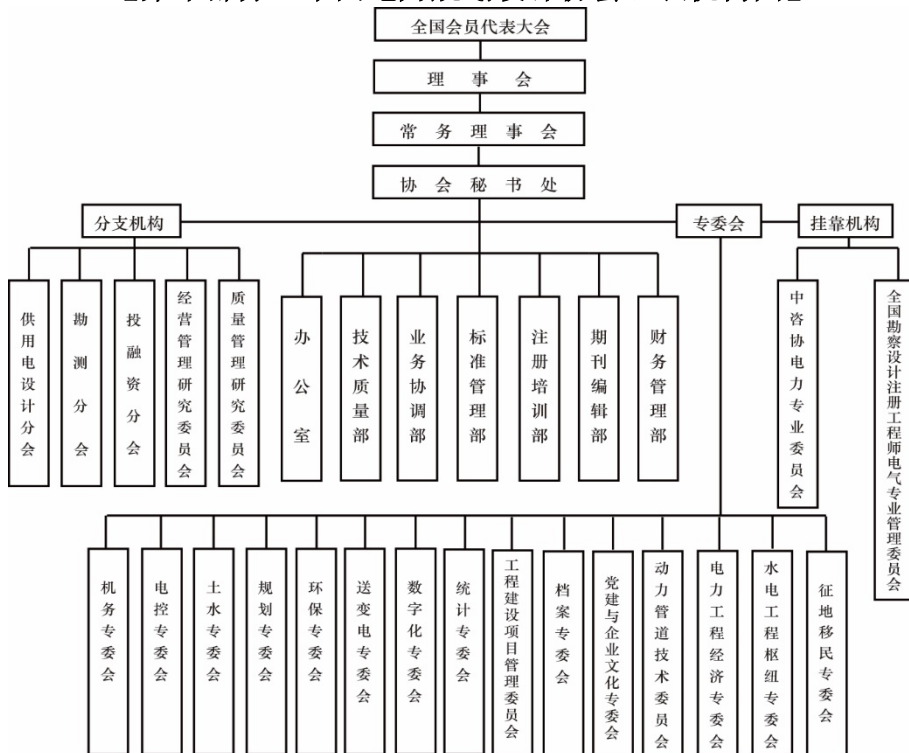 全国会员代表大会
理事会
常务理事会
协会秘书处
分支机构
专委会
挂靠机构
供用电设计分会
勘测分会
投融资分会
经营管理研究委员会
质量管理研究委员会
办公室
技术质量部
业务协调部
标准管理部
注册培训部
期刊编辑部
财务管理部
中咨协电力专业委员会
全国勘察设计注册工程师电气专业管理委员会
机务专委会
电控专委会
土水专委会
规划专委会
环保专委会
送变电专委会
数字化专委会
统计专委会
工程建设项目管理委员会
档案专委会
党建与企业文化专委会
动力管道技术委员会
电力工程经济专委会
水电工程枢纽专委会
征地移民专委会